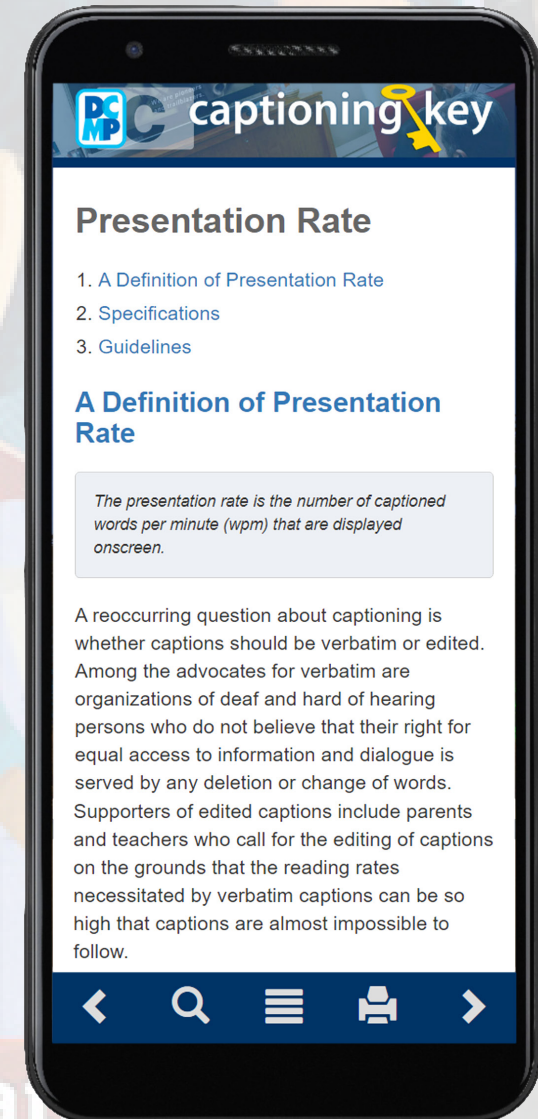 DC
MP
C captioning key
Presentation Rate
1. A Definition of Presentation Rate
2. Specifications
3. Guidelines
A Definition of Presentation
Rate
The presentation rate is the number of captioned
words per minute (wpm) that are displayed
onscreen.
A reoccurring question about captioning is
whether captions should be verbatim or edited.
Among the advocates for verbatim are
organizations of deaf and hard of hearing
persons who do not believe that their right for
equal access to information and dialogue is
served by any deletion or change of words.
Supporters of edited captions include parents
and teachers who call for the editing of captions
on the grounds that the reading rates
necessitated by verbatim captions can be so
high that captions are almost impossible to
follow.